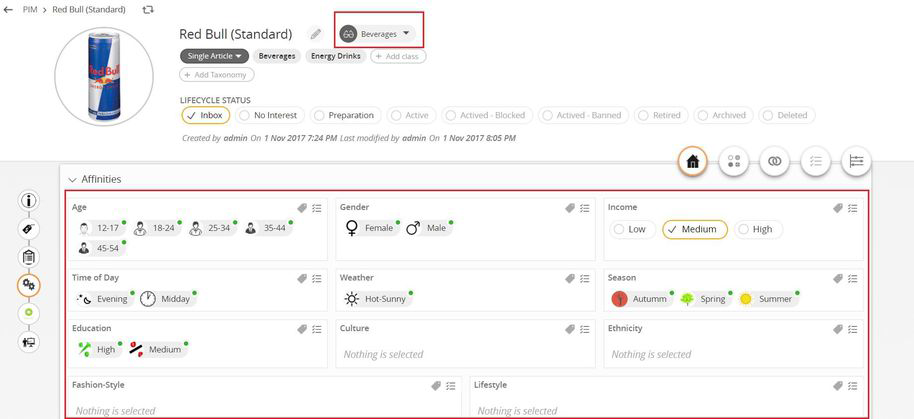 PIM > Red Bull (Standard)
Red Bull (Standard) Beverages
Single Article Beverages Energy Drinks + Add class
+ Add Taxonomy
Red Bull
LIFECYCLE STATUS
Inbox No Interest Preparation Active Actived - Blocked Actived - Banned Retired Archived Deleted
Created by admin On 1 Nov 2017 7:24 PM Last modified by admin On 1 Nov 2017 8:05 PM
Affinities
Age Gender Income
12-17 18-24 25-34 35-44 Female Male Low Medium High
45-54
Time of Day Weather Season
Evening Midday Hot-Sunny Autumm Spring Summer
Education Culture Ethnicity
High Medium Nothing is selected Nothing is selected
Fashion-Style Lifestyle
Nothing is selected Nothing is selected